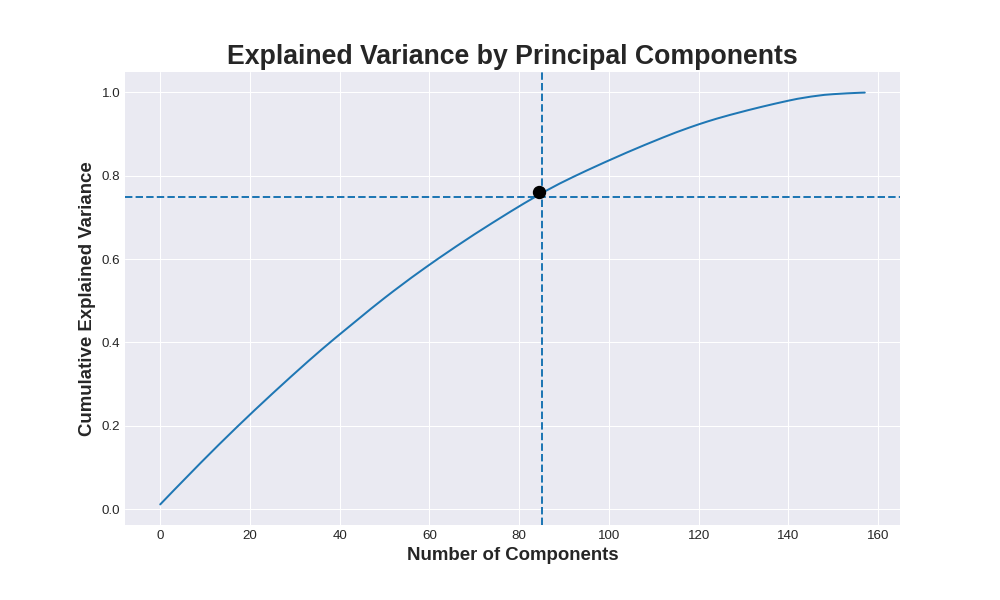 Explained Variance by Principal Components
Cumulative Explained Variance
1.0
0.8
0.6
0.4
0.2
0.0
0 20 40 60 80 100 120 140 160
Number of Components